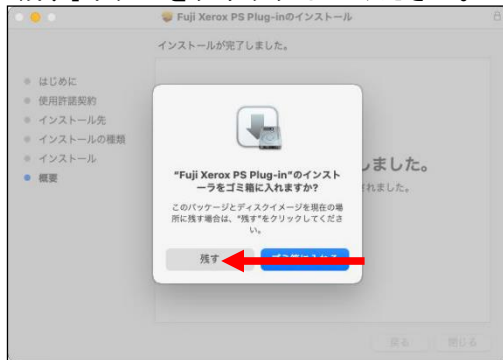 Fuji Xerox PS Plug-inのインストール
インストールが完了しました。
はじめに
使用許諾契約
インストール先
インストールの種類
インストール
概要
しました。
されました。
"Fuji Xerox PS Plug-in"のインスト
ーラをゴミ箱に入れますか?
このパッケージとディスクイメージを現在の場
所に残す場合は、"残す"をクリックしてくださ
い。
残す
戻る
閉じる